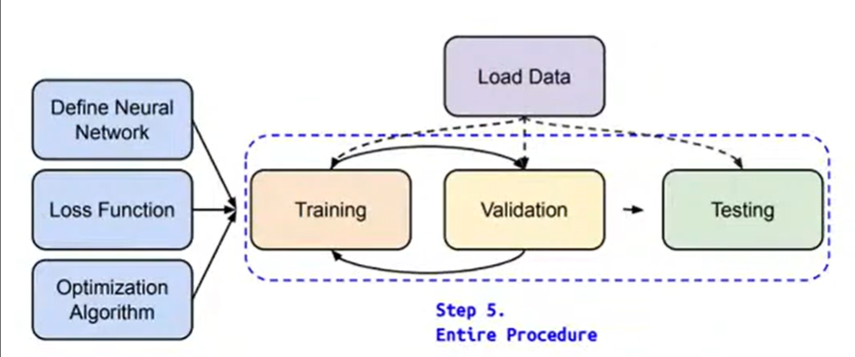 Load Data
Define Neural
Network
Loss Function
Training
Validation
Testing
Optimization
Algorithm
Step 5.
Entire Procedure